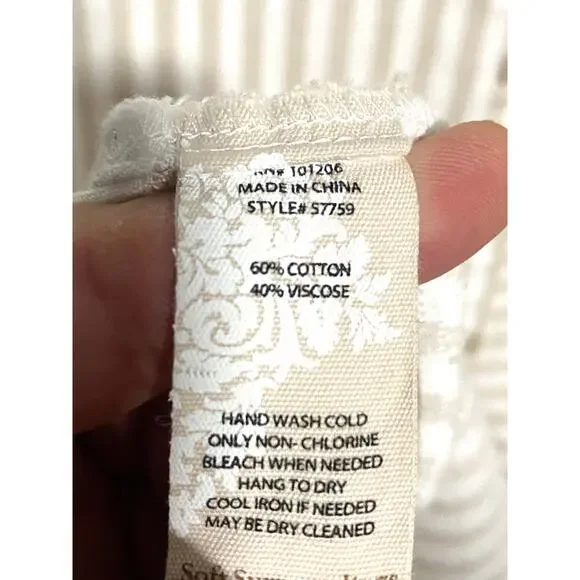 RN# 101206
MADE IN CHINA
STYLE# 57759
60% COTTON
40% VISCOSE
HAND WASH COLD
ONLY NON- CHLORINE
BLEACH WHEN NEEDED
HANG TO DRY
COOL IRON IF NEEDED
MAY BE DRY CLEANED
Soft